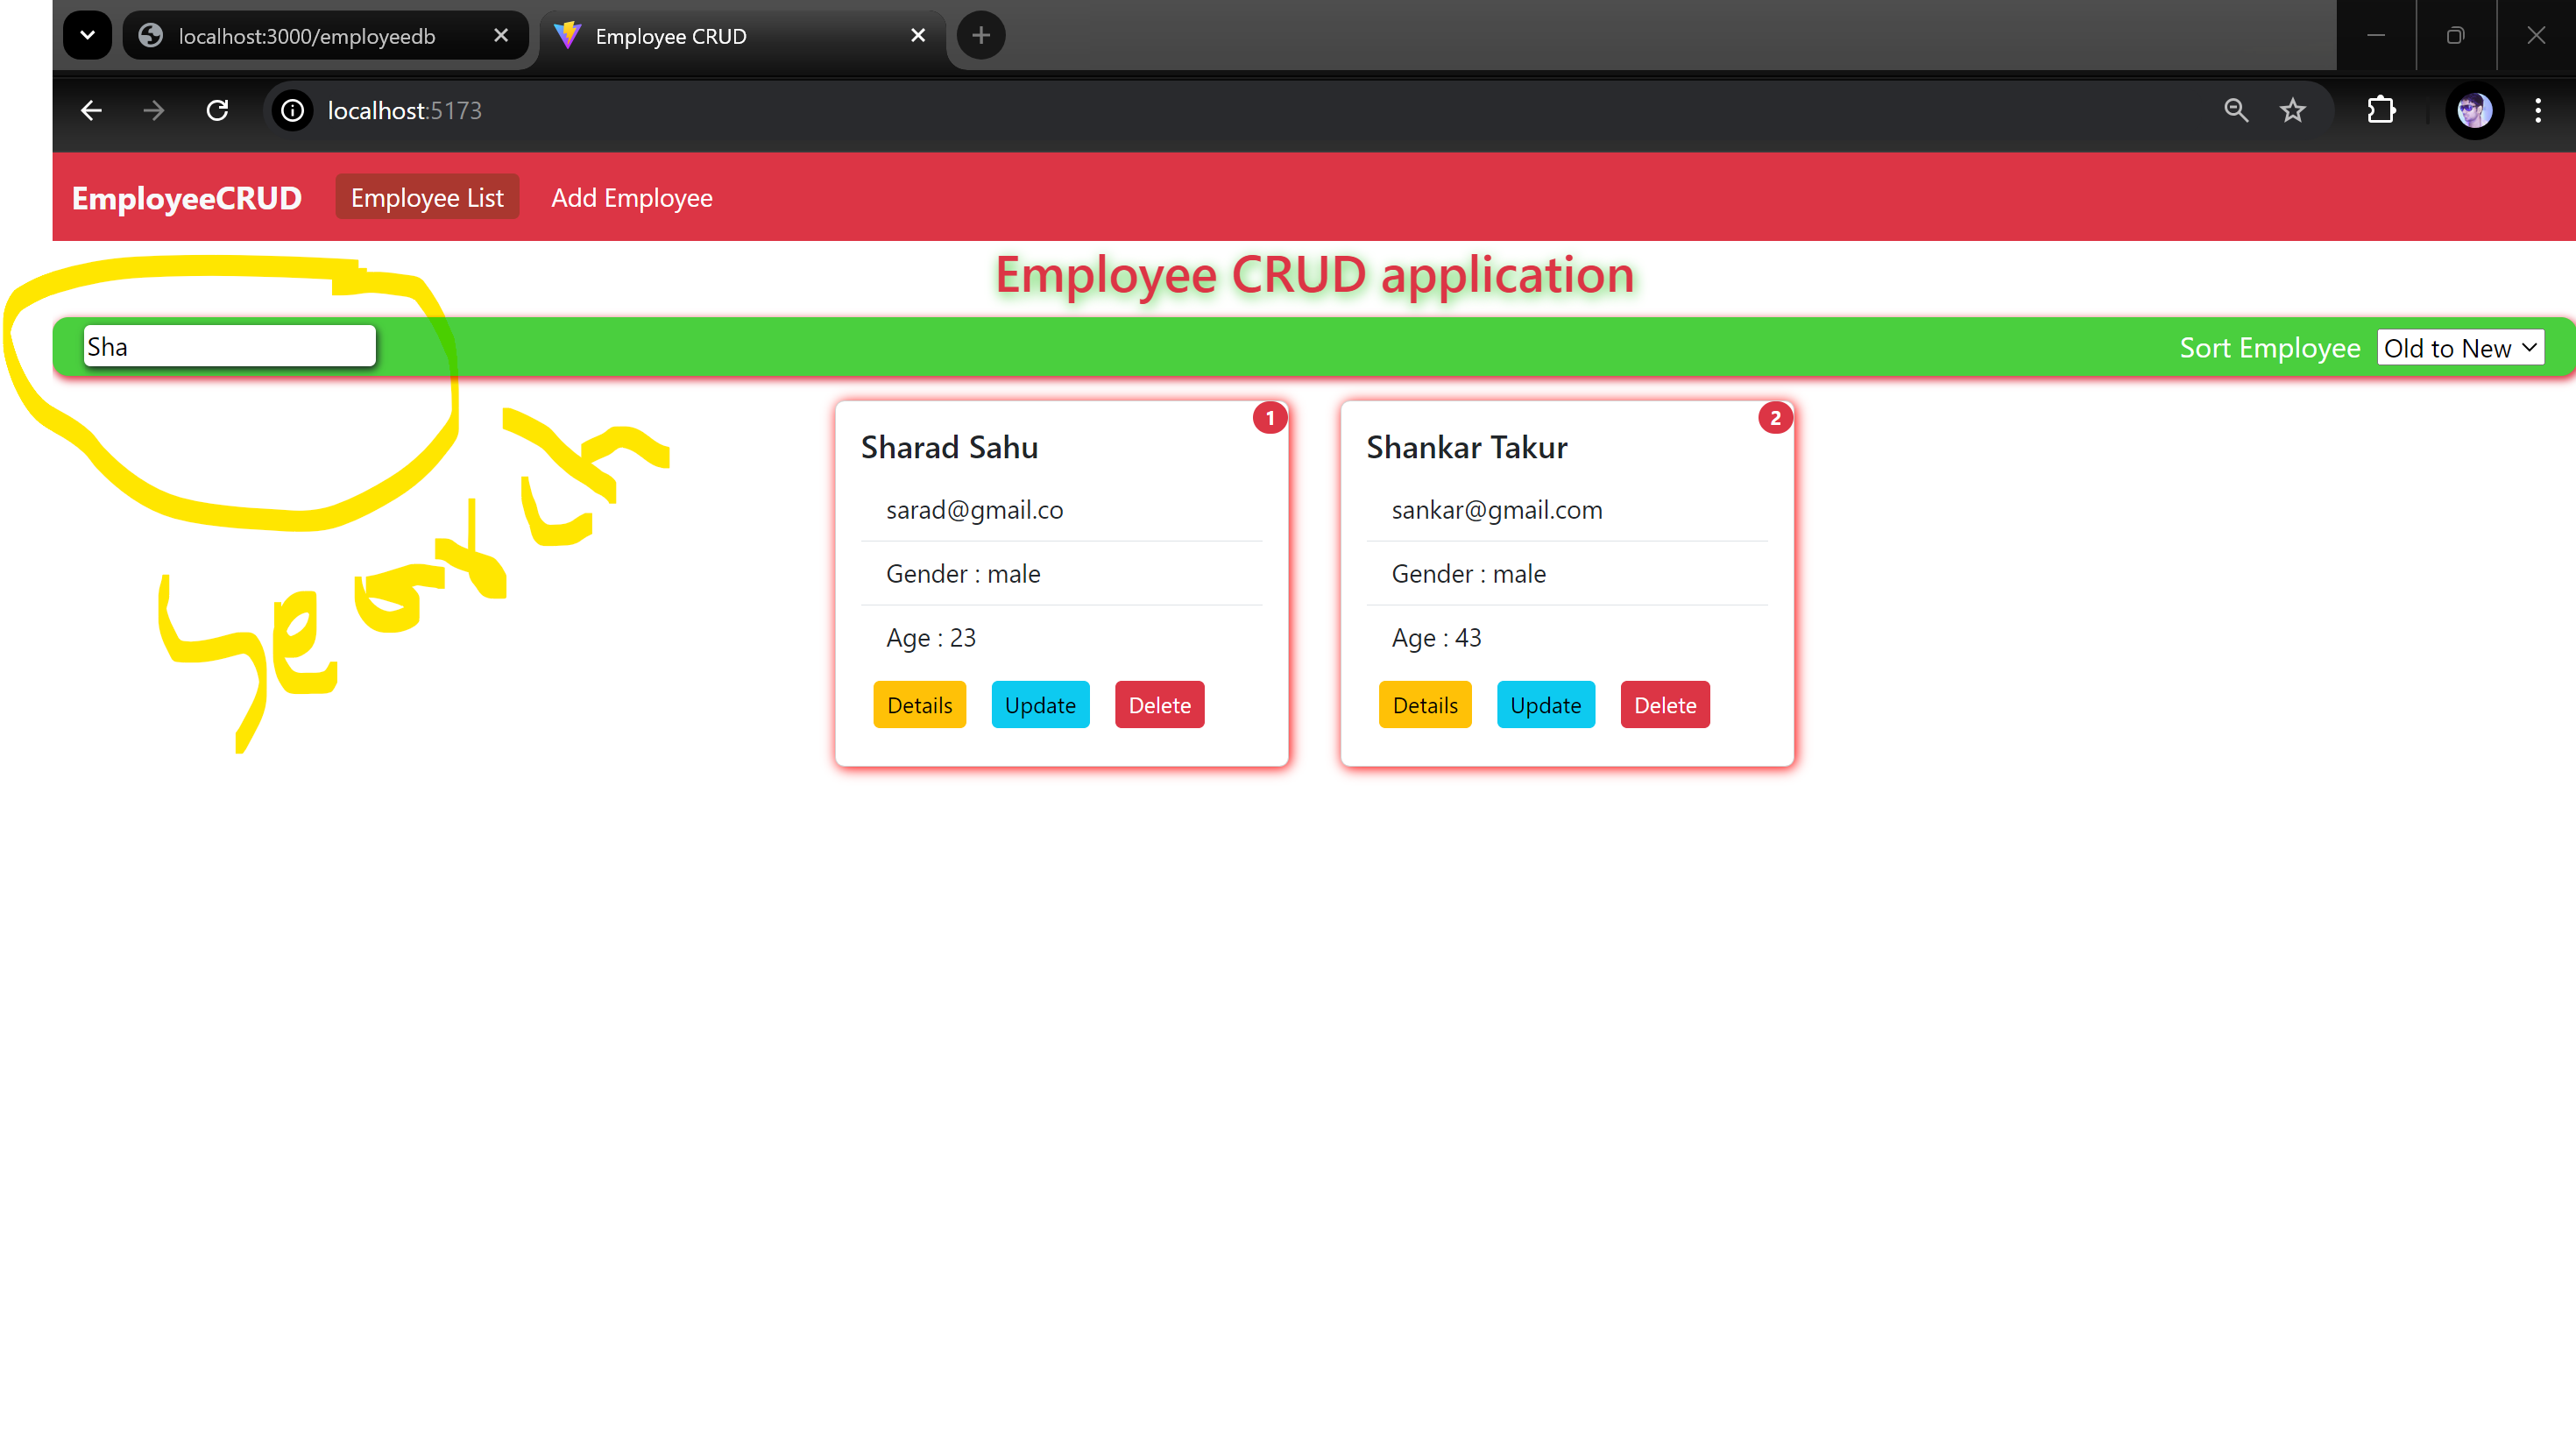 localhost:3000/employeedb
Employee CRUD
localhost:5173
EmployeeCRUD Employee List Add Employee
Employee CRUD application
Sha
Sort Employee Old to New
1
Sharad Sahu
sarad@gmail.co
Gender : male
Age : 23
Details Update Delete
2
Shankar Takur
sankar@gmail.com
Gender : male
Age : 43
Details Update Delete
Search